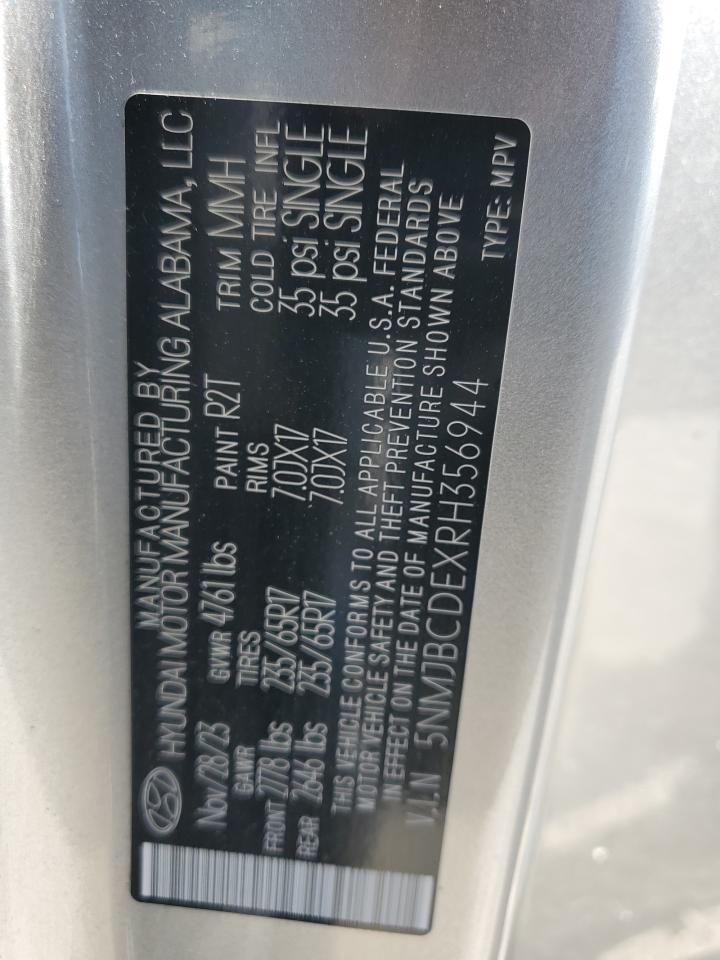 MANUFACTURED BY
HYUNDAI MOTOR MANUFACTURING ALABAMA, LLC
Nov/28/23 GVWR 4761 lbs PAINT R2T TRIM MMH
GAWR TIRES RIMS COLD TIRE INFL
FRONT 2778 lbs 235/65R17 7.0JX17 35 psi SINGLE
REAR 2646 lbs 235/65R17 7.0JX17 35 psi SINGLE
THIS VEHICLE CONFORMS TO ALL APPLICABLE U.S.A. FEDERAL
MOTOR VEHICLE SAFETY AND THEFT PREVENTION STANDARDS
IN EFFECT ON THE DATE OF MANUFACTURE SHOWN ABOVE
V.I.N 5NMJBCDEXRH356944 TYPE: MPV